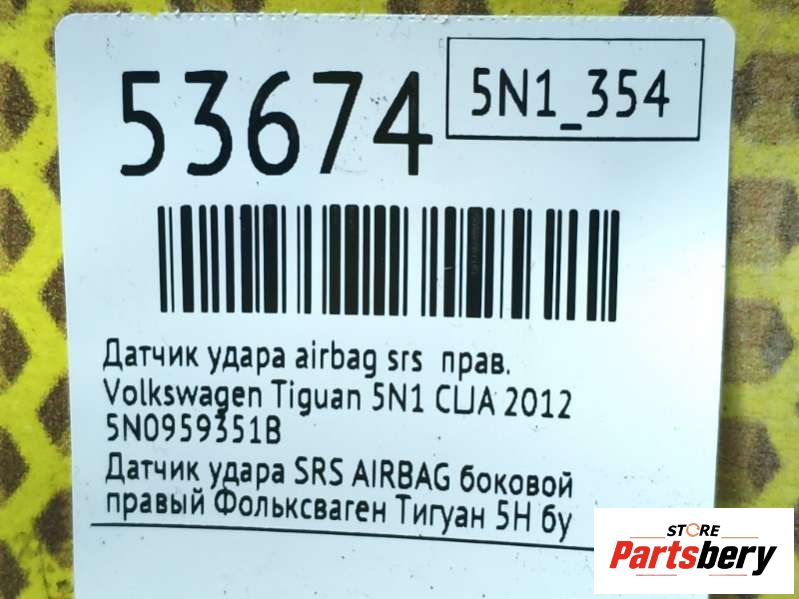 53674
5N1_354
Датчик удара airbag srs прав.
Volkswagen Tiguan 5N1 США 2012
5N0959351B
Датчик удара SRS AIRBAG боковой
правый Фольксваген Тигуан 5Н бу
STORE
Partsbery